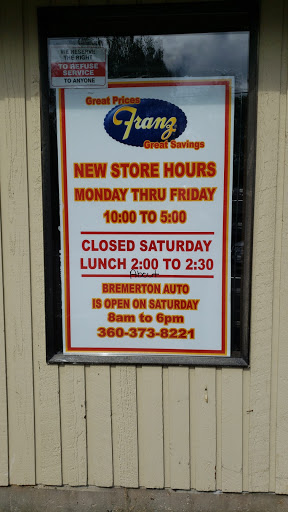 WE RESERVE
THE RIGHT
TO REFUSE
SERVICE
TO ANYONE
Great Prices
Franz
Great Savings
NEW STORE HOURS
MONDAY THRU FRIDAY
10:00 TO 5:00
CLOSED SATURDAY
LUNCH 2:00 TO 2:30
About
BREMERTON AUTO
IS OPEN ON SATURDAY
8am to 6pm
360-373-8221